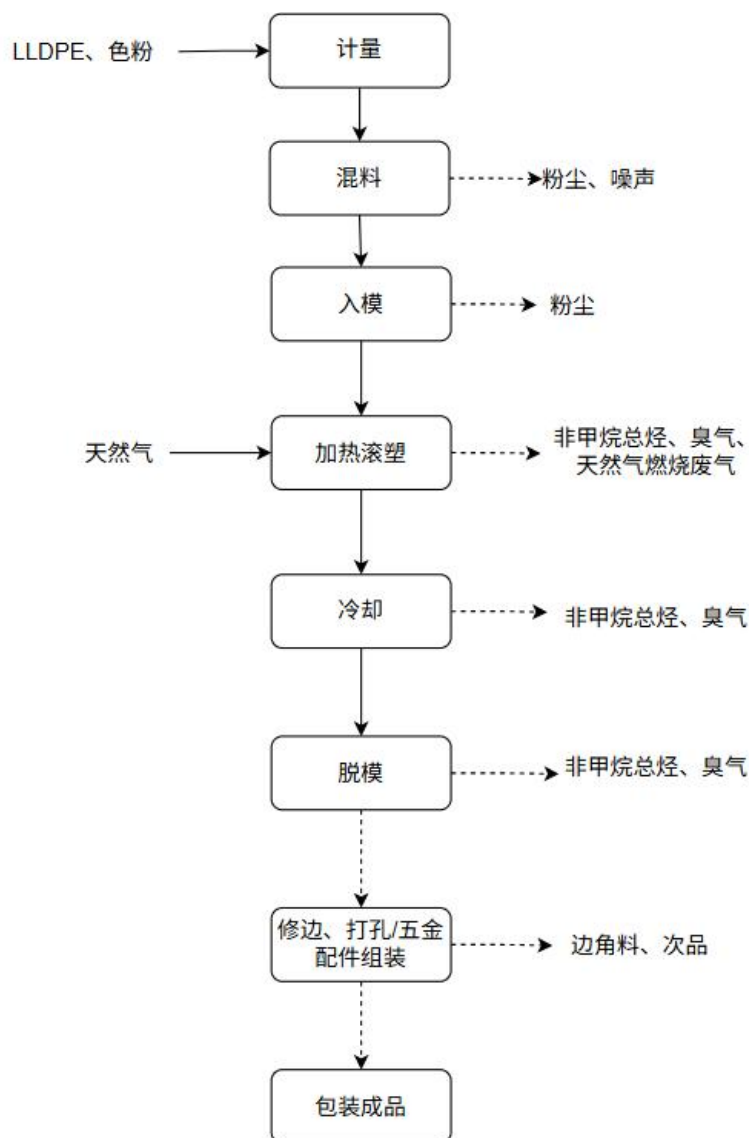 LLDPE、色粉
计量
混料
粉尘、噪声
入模
粉尘
天然气
加热滚塑
非甲烷总烃、臭气、
天然气燃烧废气
冷却
非甲烷总烃、臭气
脱模
非甲烷总烃、臭气
修边、打孔/五金
配件组装
边角料、次品
包装成品